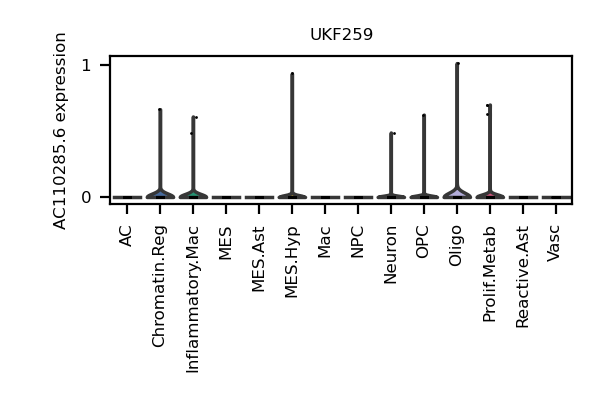 UKF259
AC110285.6 expression
1
0
AC
Chromatin.Reg
Inflammatory.Mac
MES
MES.Ast
MES.Hyp
Mac
NPC
Neuron
OPC
Oligo
Prolif.Metab
Reactive.Ast
Vasc